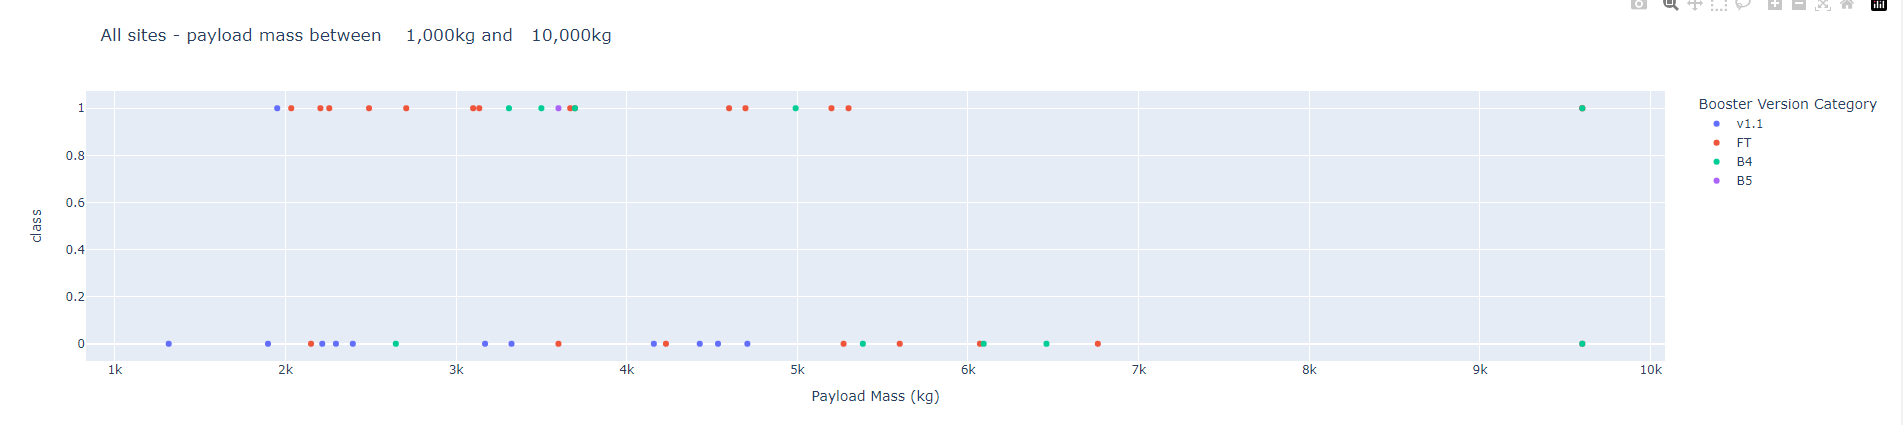 All sites - payload mass between 1,000kg and 10,000kg
1
0.8
0.6
0.4
0.2
0
class
1k 2k 3k 4k 5k 6k 7k 8k 9k 10k
Payload Mass (kg)
Booster Version Category
v1.1
FT
B4
B5